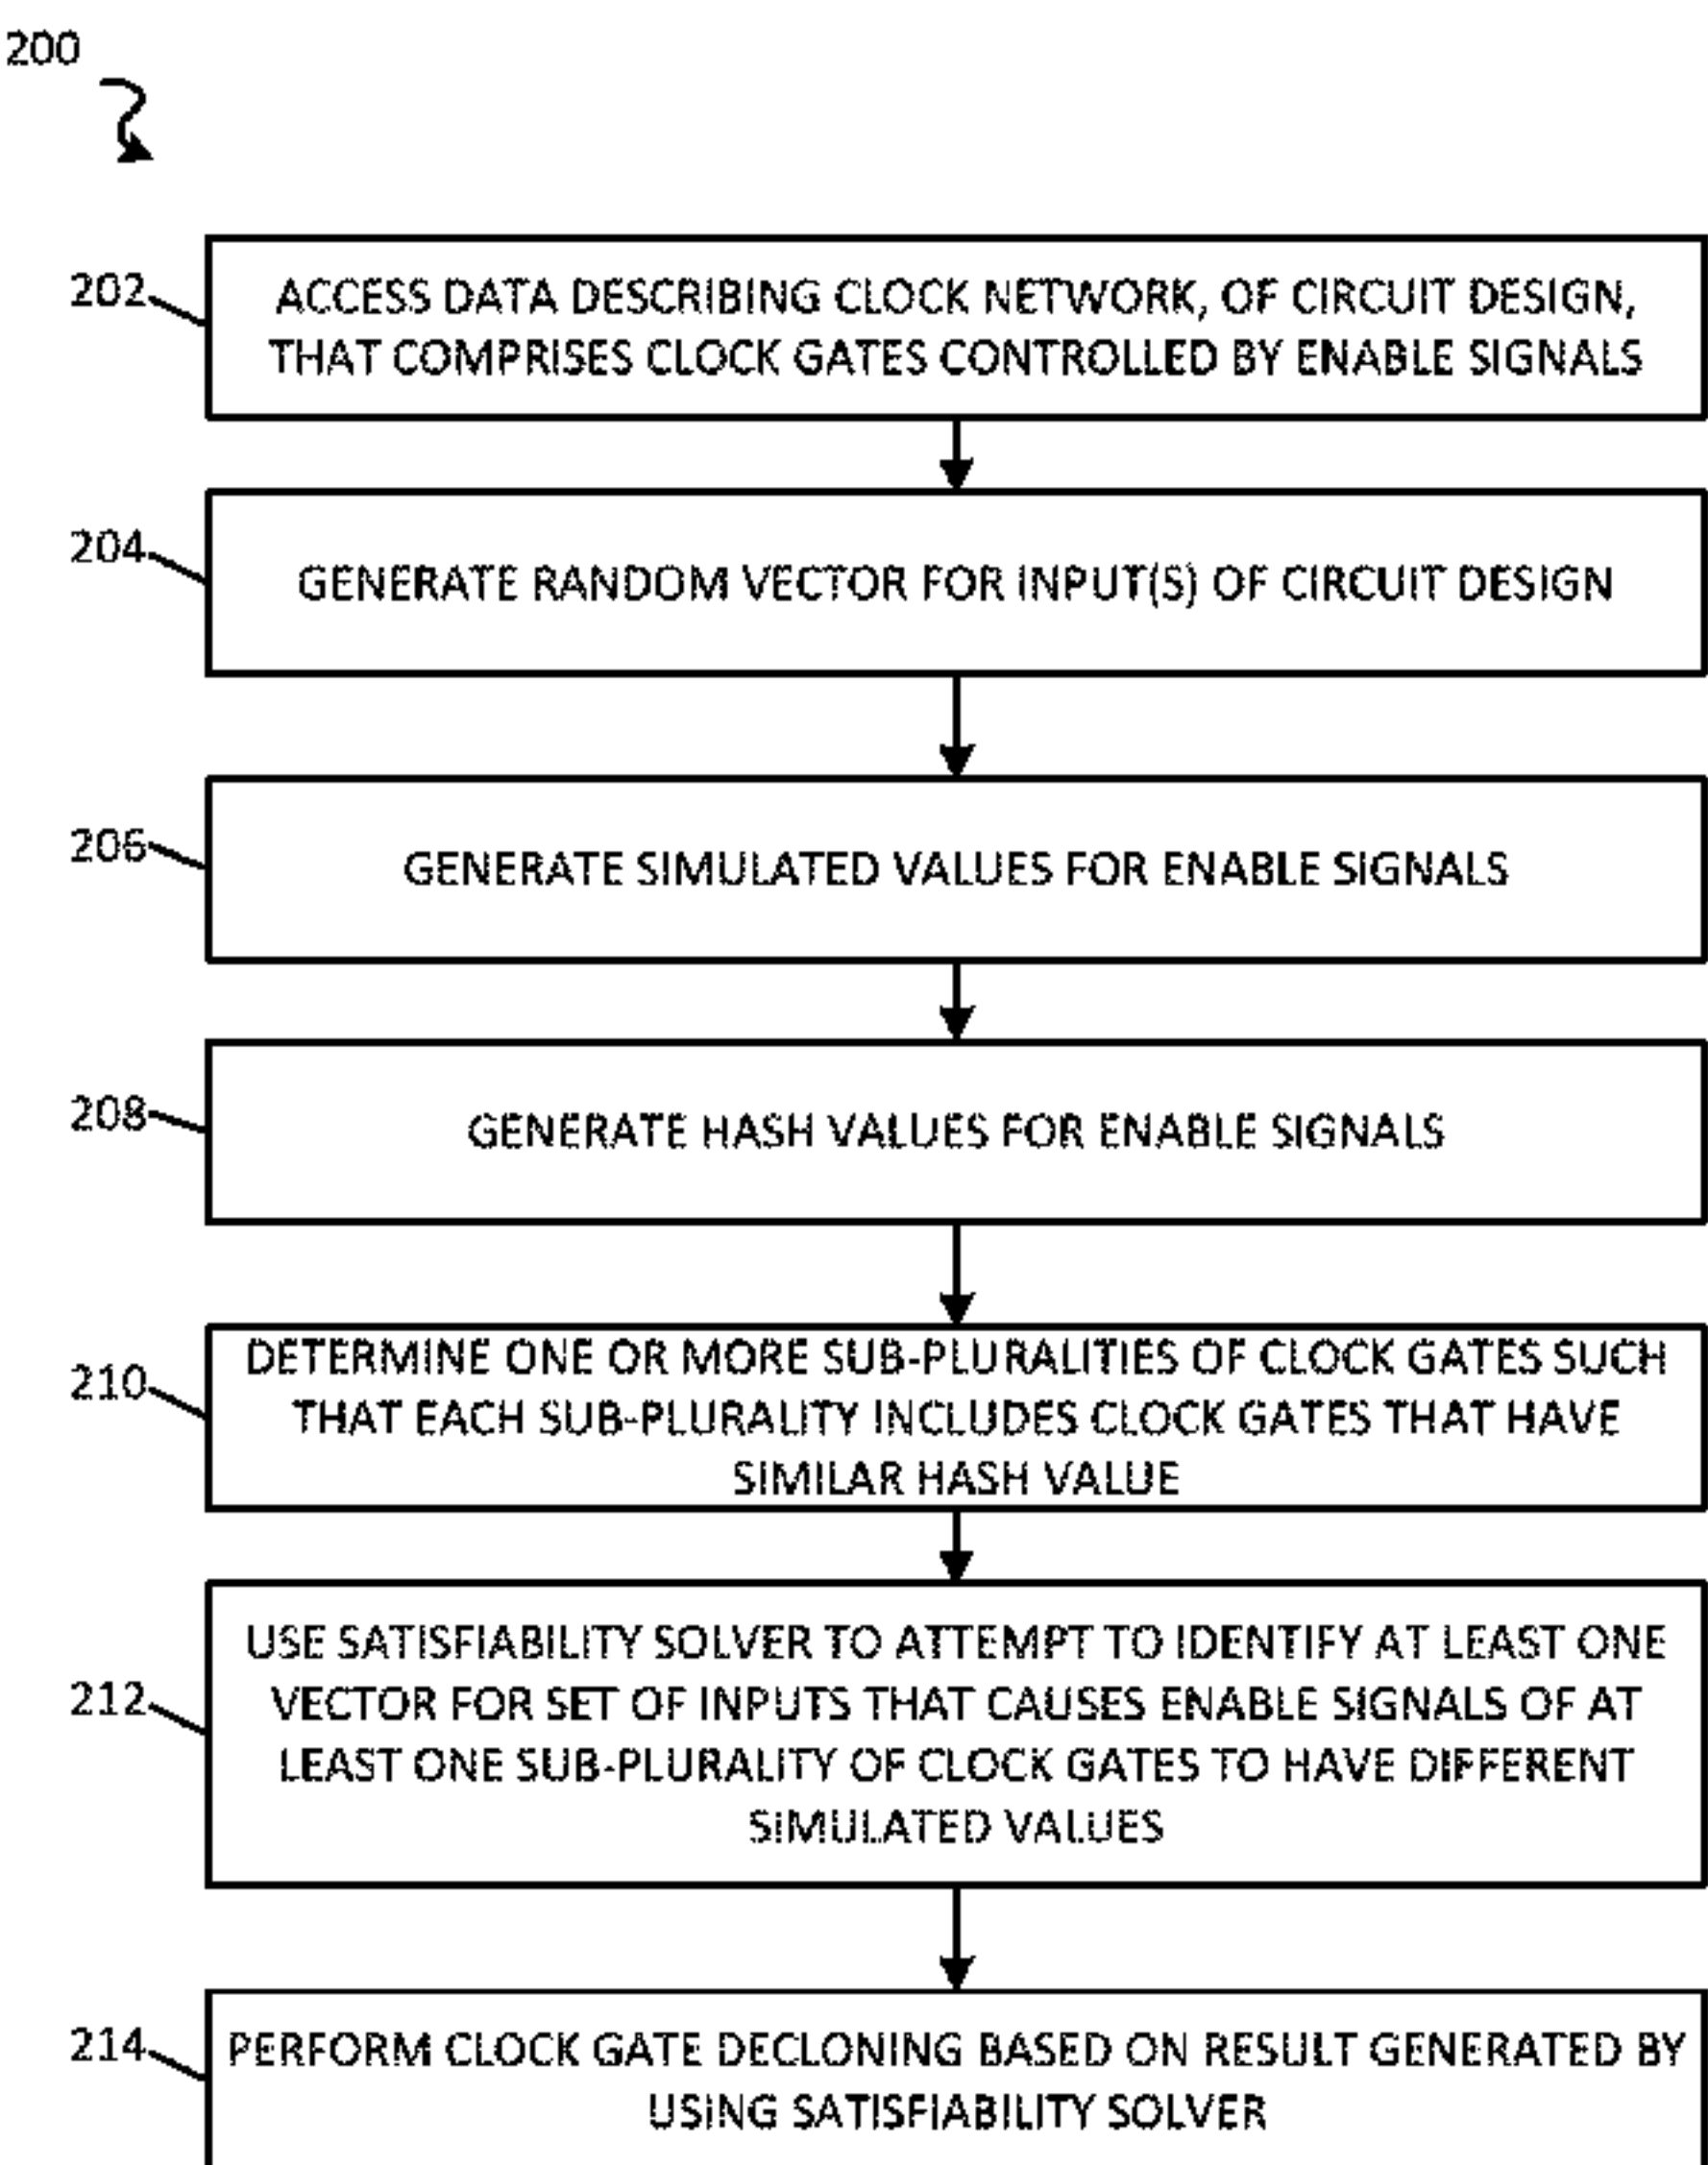 200
202
ACCESS DATA DESCRIBING CLOCK NETWORK, OF CIRCUIT DESIGN,
THAT COMPRISES CLOCK GATES CONTROLLED BY ENABLE SIGNALS
204
GENERATE RANDOM VECTOR FOR INPUT(S) OF CIRCUIT DESIGN
206
GENERATE SIMULATED VALUES FOR ENABLE SIGNALS
208
GENERATE HASH VALUES FOR ENABLE SIGNALS
210
DETERMINE ONE OR MORE SUB-PLURALITIES OF CLOCK GATES SUCH
THAT EACH SUB-PLURALITY INCLUDES CLOCK GATES THAT HAVE
SIMILAR HASH VALUE
212
USE SATISFIABILITY SOLVER TO ATTEMPT TO IDENTIFY AT LEAST ONE
VECTOR FOR SET OF INPUTS THAT CAUSES ENABLE SIGNALS OF AT
LEAST ONE SUB-PLURALITY OF CLOCK GATES TO HAVE DIFFERENT
SIMULATED VALUES
214
PERFORM CLOCK GATE DECLONING BASED ON RESULT GENERATED BY
USING SATISFIABILITY SOLVER